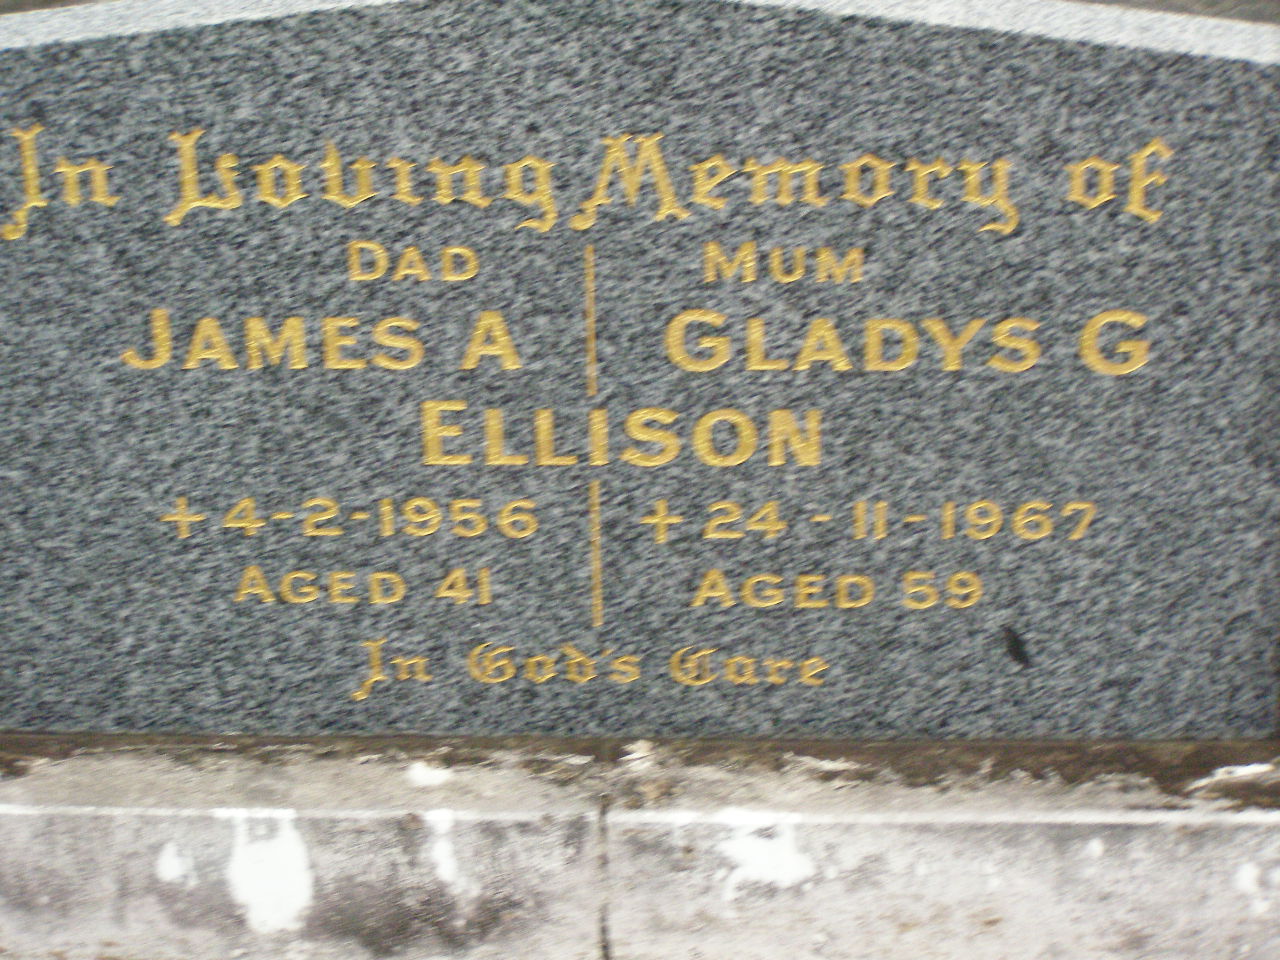 In Loving Memory of
DAD MUM
JAMES A GLADYS G
ELLISON
+ 4-2-1956 + 24-11-1967
AGED 41 AGED 59
In God's Care